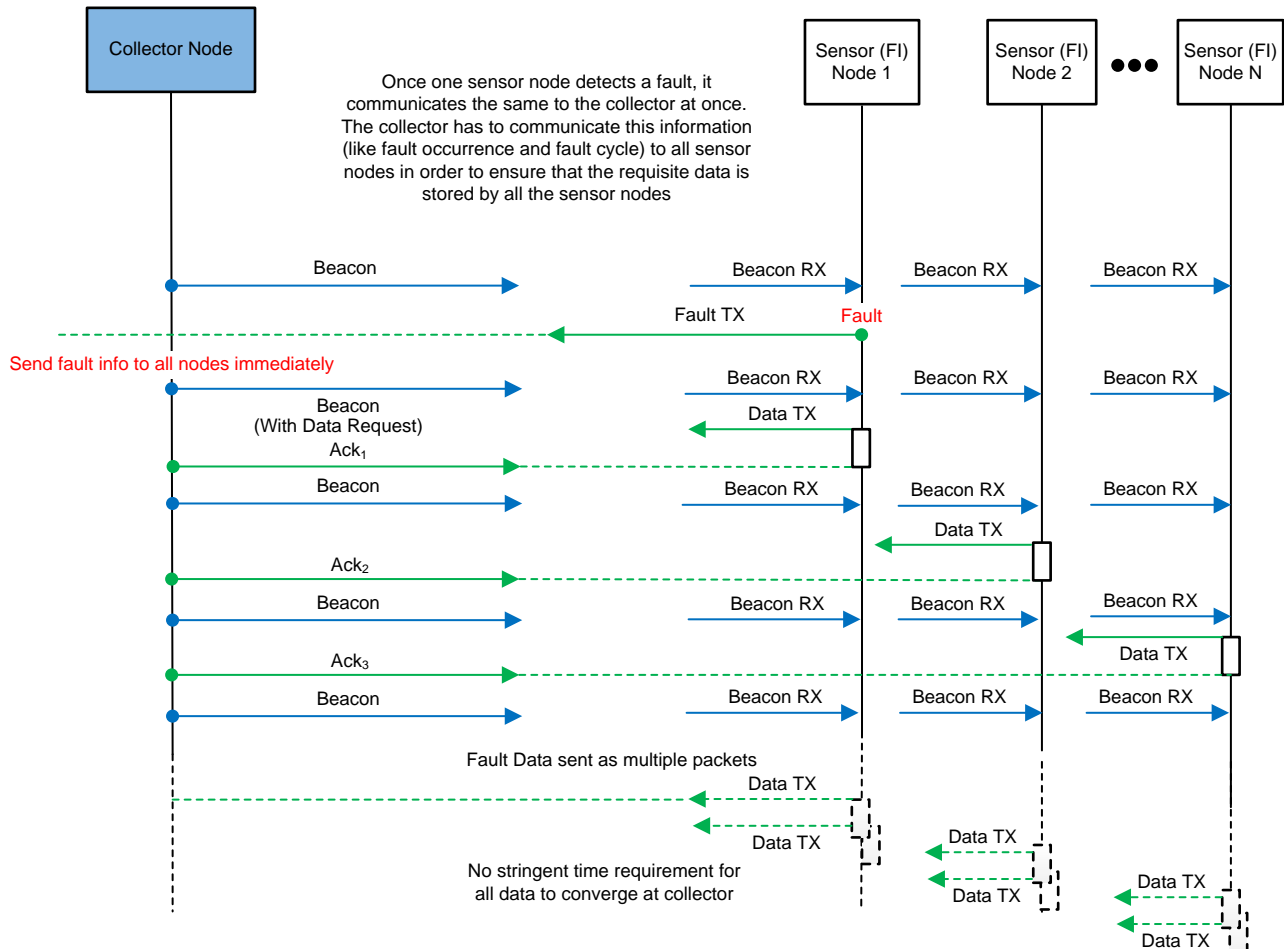 Collector Node
Sensor (FI)
Node 1
Sensor (FI)
Node 2
Sensor (FI)
Node N
Once one sensor node detects a fault, it
communicates the same to the collector at once.
The collector has to communicate this information
(like fault occurrence and fault cycle) to all sensor
nodes in order to ensure that the requisite data is
stored by all the sensor nodes
Beacon
Beacon RX
Beacon RX
Beacon RX
Fault TX
Fault
Send fault info to all nodes immediately
Beacon
(With Data Request)
Beacon RX
Beacon RX
Beacon RX
Data TX
Ack1
Beacon
Beacon RX
Beacon RX
Beacon RX
Data TX
Ack2
Beacon
Beacon RX
Beacon RX
Beacon RX
Data TX
Ack3
Beacon
Beacon RX
Beacon RX
Beacon RX
Fault Data sent as multiple packets
Data TX
Data TX
Data TX
Data TX
No stringent time requirement for
all data to converge at collector
Data TX
Data TX